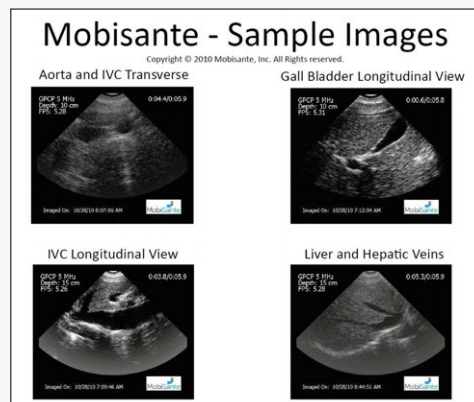 Mobisante - Sample Images
Copyright © 2010 Mobisante, Inc. All Rights reserved.
Aorta and IVC Transverse
GPCP 5 MHz
Depth: 10 cm
FPS: 5.28
0:04.4/0:05.9
Imaged On: 10/28/10 8:07:06 AM
MobiSante
Gall Bladder Longitudinal View
GPCP 5 MHz
Depth: 10 cm
FPS: 5.31
0:00.6/0:05.8
Imaged On: 10/28/10 7:12:04 AM
MobiSante
IVC Longitudinal View
GPCP 5 MHz
Depth: 15 cm
FPS: 5.26
0:03.8/0:05.9
Imaged On: 10/28/10 7:09:46 AM
MobiSante
Liver and Hepatic Veins
GPCP 5 MHz
Depth: 15 cm
FPS: 5.28
0:05.3/0:05.9
Imaged On: 10/28/10 8:44:51 AM
MobiSante